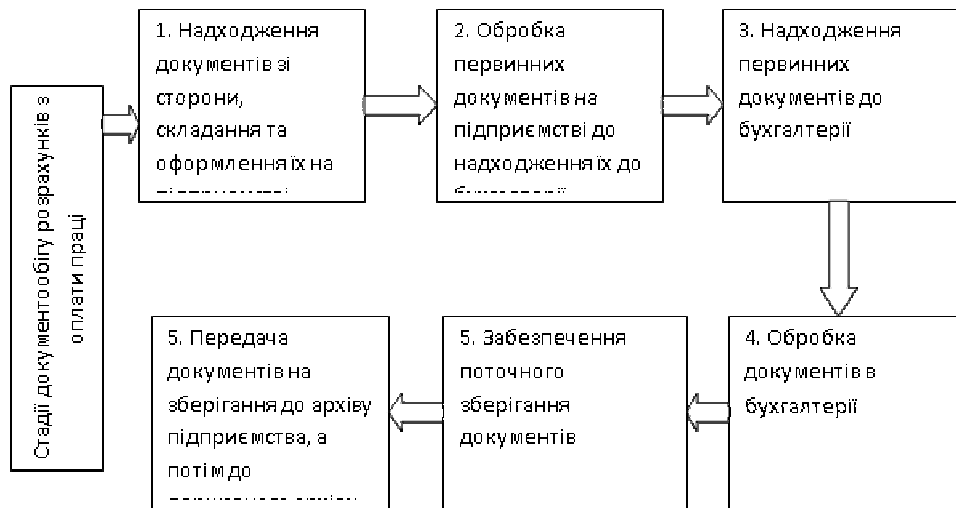 Стадії документообігу розрахунків з
оплати праці
1. Надходження
документів зі
сторони,
складання та
оформлення їх на
2. Обробка
первинних
документів на
підприємстві до
надходження їх до
3. Надходження
первинних
документів до
бухгалтерії
4. Обробка
документів в
бухгалтерії
5. Забезпечення
поточного
зберігання
документів
5. Передача
документів на
зберігання до архіву
підприємства, а
потім до